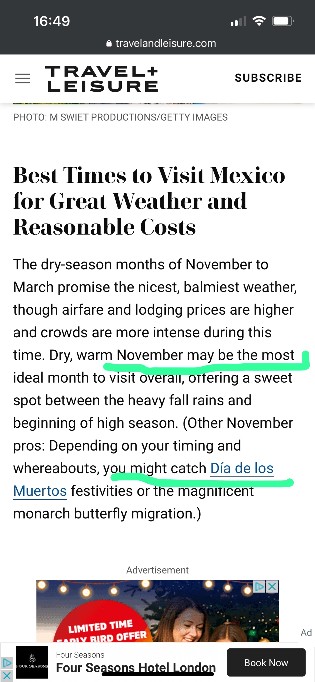 16:49
travelandleisure.com
TRAVEL+
LEISURE
SUBSCRIBE
PHOTO: M SWIET PRODUCTIONS/GETTY IMAGES
Best Times to Visit Mexico
for Great Weather and
Reasonable Costs
The dry-season months of November to
March promise the nicest, balmiest weather,
though airfare and lodging prices are higher
and crowds are more intense during this
time. Dry, warm November may be the most
ideal month to visit overall, offering a sweet
spot between the heavy fall rains and
beginning of high season. (Other November
pros: Depending on your timing and
whereabouts, you might catch Día de los
Muertos festivities or the magnificent
monarch butterfly migration.)
Advertisement
LIMITED TIME
EARLY BIRD OFFER
Ad
FOUR SEASONS
Four Seasons
Four Seasons Hotel London
Book Now